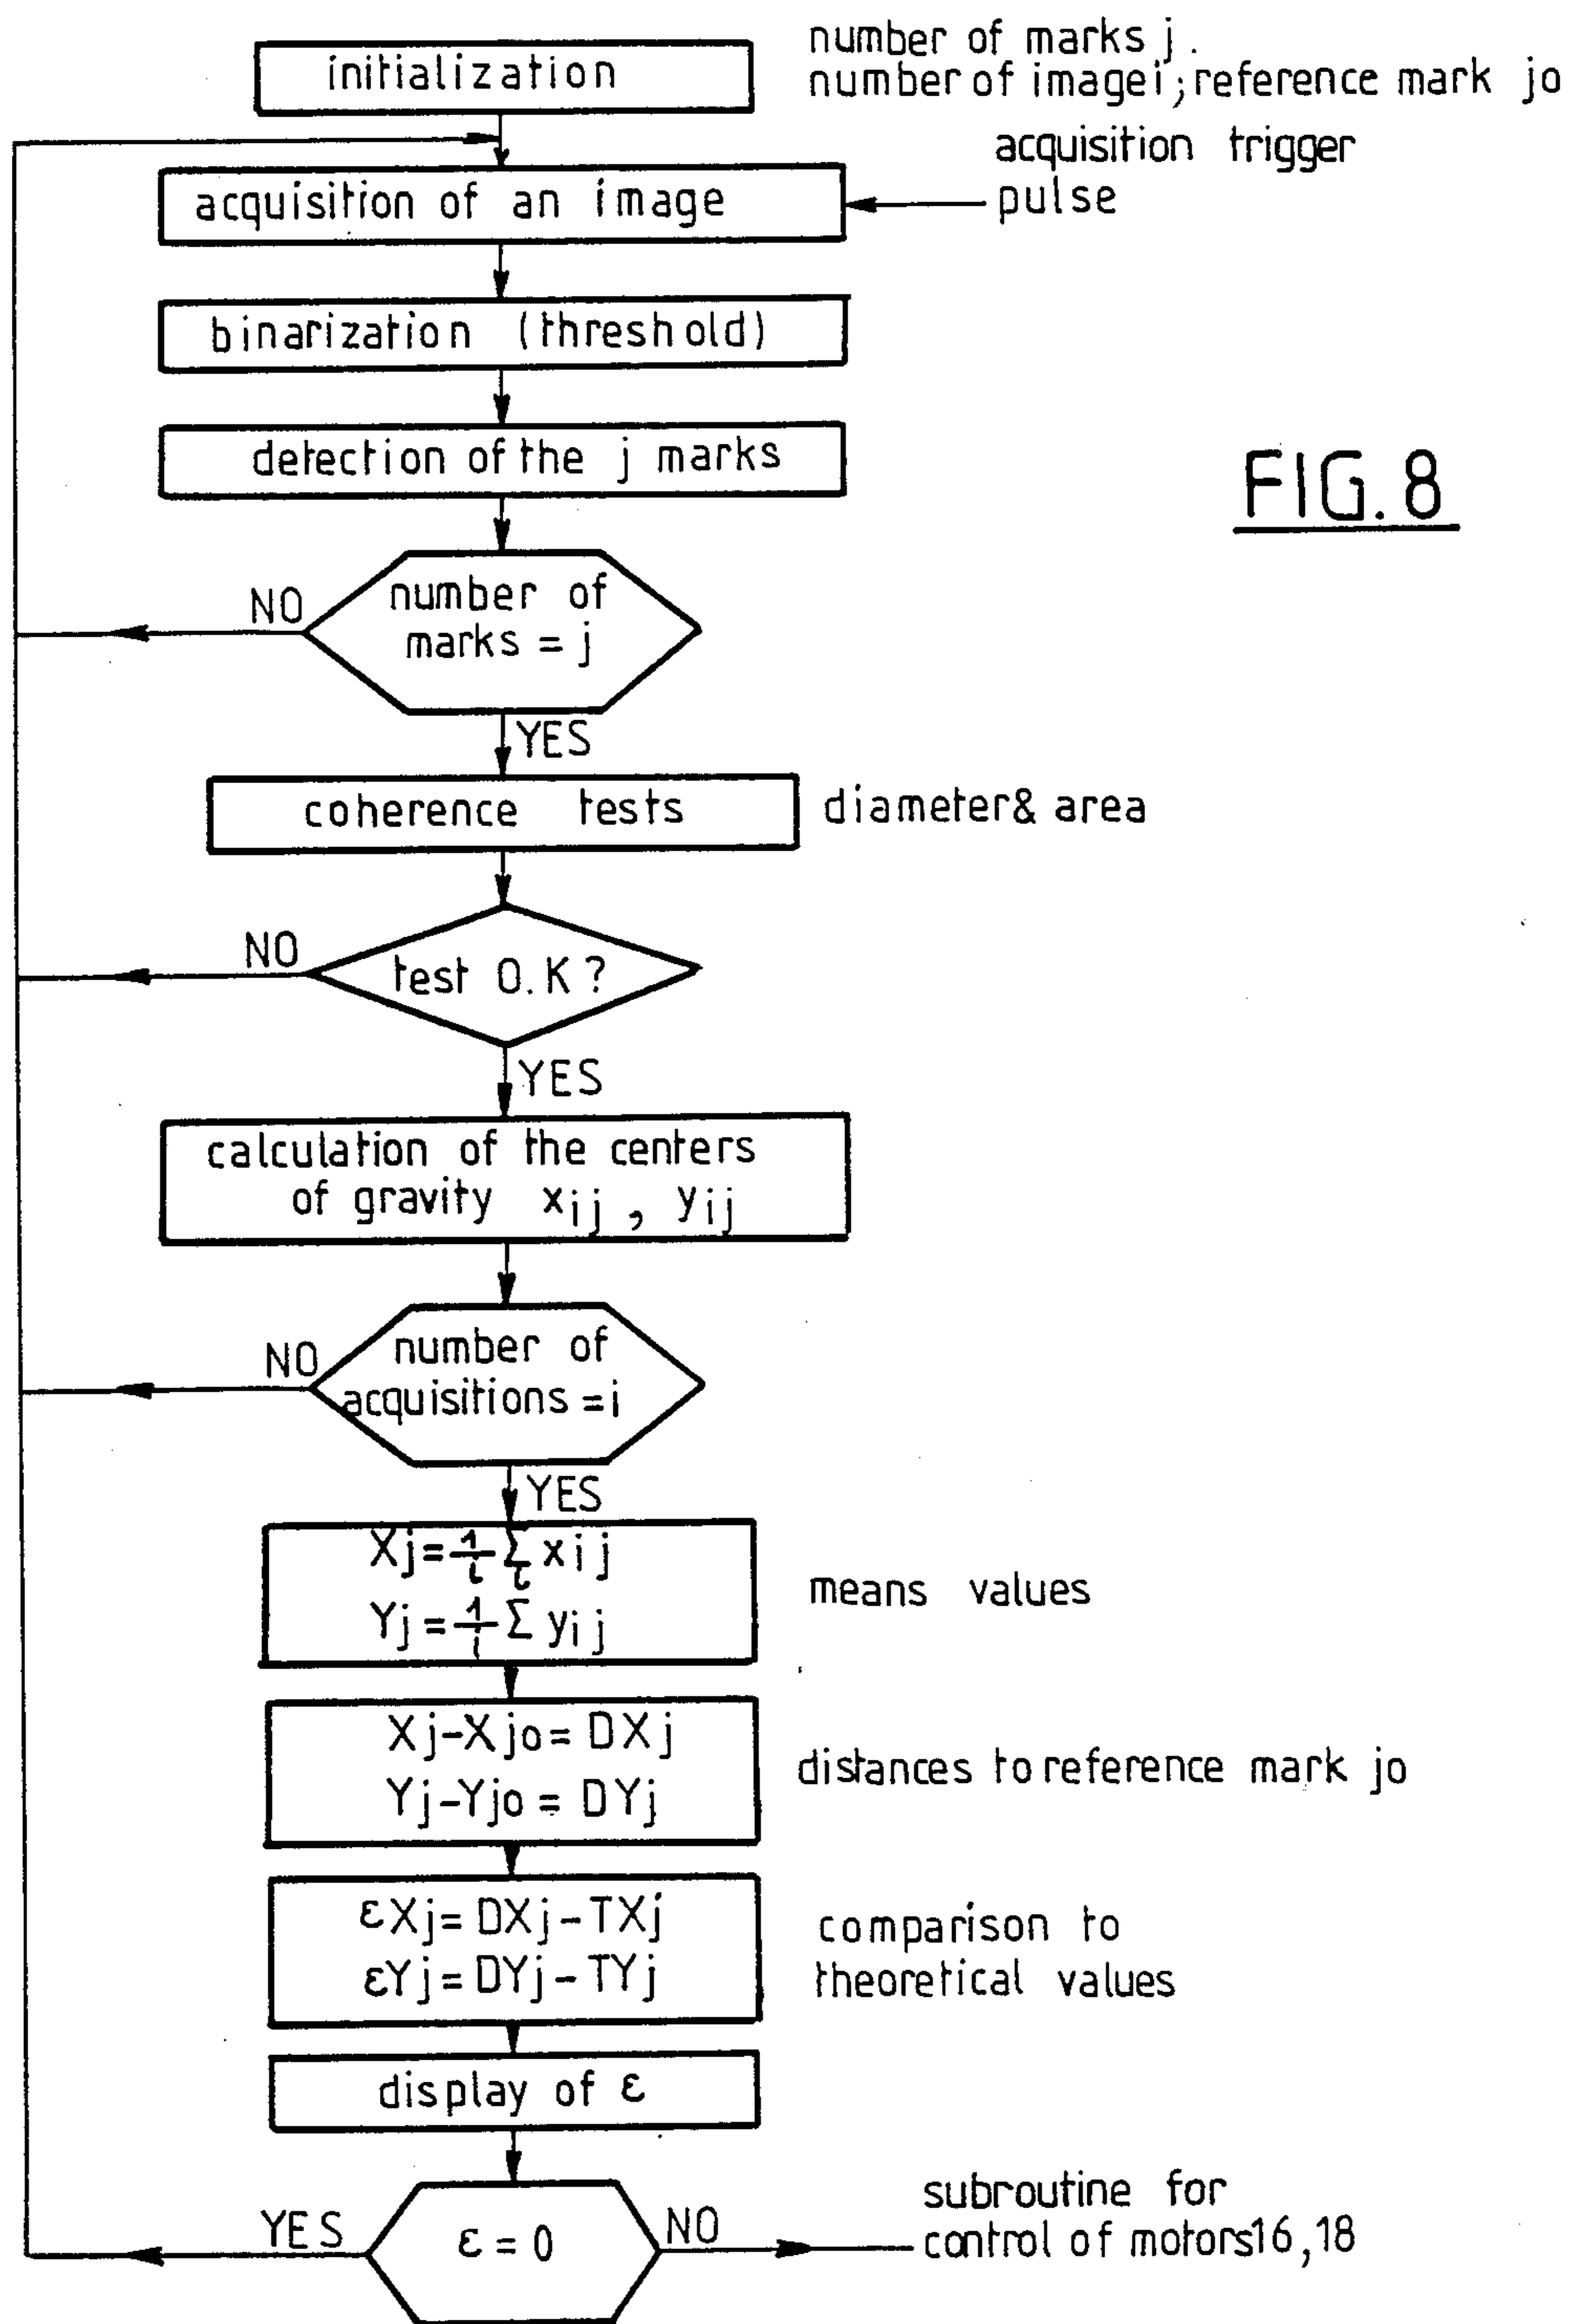 initialization
number of marks j.
number of image i; reference mark jo
acquisition trigger
pulse
acquisition of an image
binarization (threshold)
detection of the j marks
FIG. 8
number of
marks = j
NO
YES
coherence tests
diameter & area
test O.K?
NO
YES
calculation of the centers
of gravity xij , yij
number of
acquisitions = i
NO
YES
Xj = 1/i Σi xij
Yj = 1/i Σ yij
means values
Xj-Xjo = DXj
Yj-Yjo = DYj
distances to reference mark jo
εXj = DXj - TXj
εYj = DYj - TYj
comparison to
theoretical values
display of ε
ε = 0
YES
NO
subroutine for
control of motors 16,18